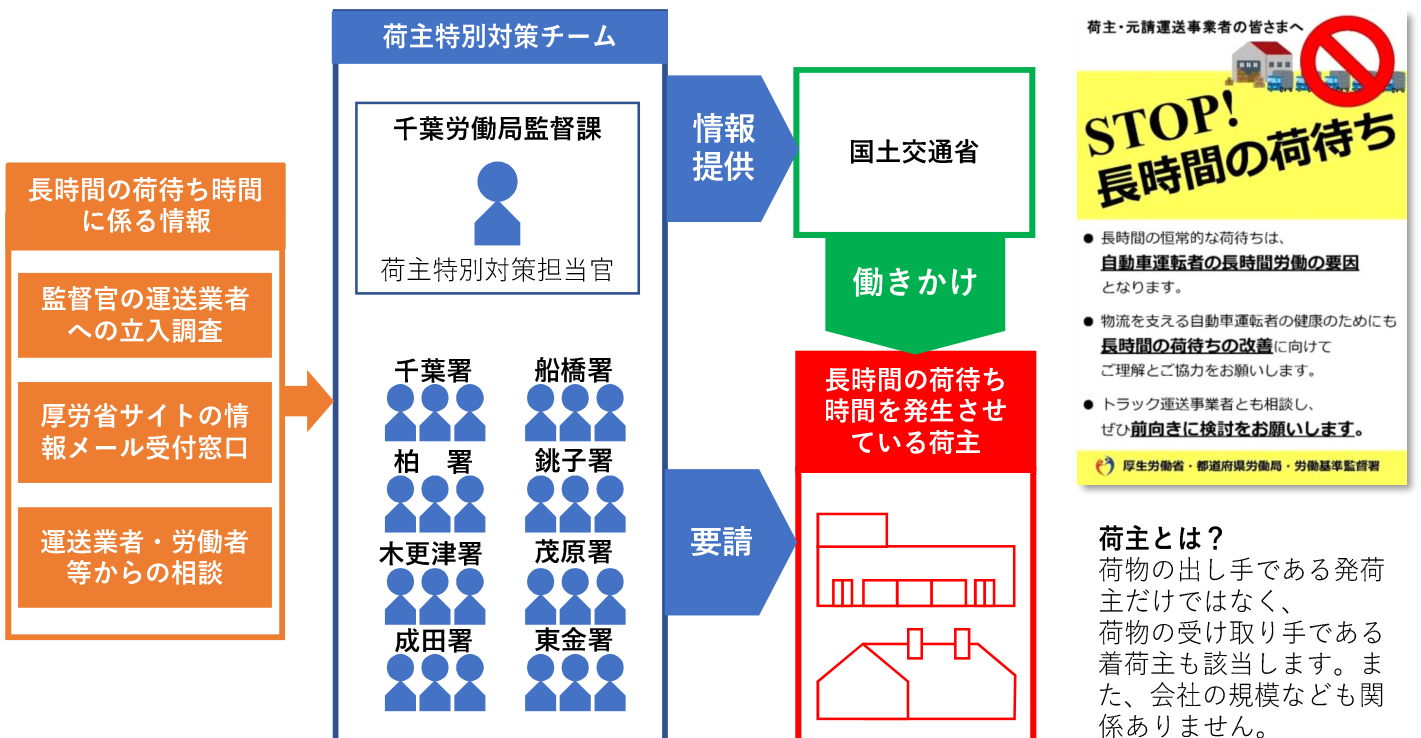 長時間の荷待ち時間
に係る情報
監督官の運送業者
への立入調査
厚労省サイトの情
報メール受付窓口
運送業者・労働者
等からの相談
荷主特別対策チーム
千葉労働局監督課
荷主特別対策担当官
千葉署
船橋署
柏　署
銚子署
木更津署
茂原署
成田署
東金署
情報
提供
要請
国土交通省
働きかけ
長時間の荷待ち
時間を発生させ
ている荷主
荷主・元請運送事業者の皆さまへ
STOP!
長時間の荷待ち
● 長時間の恒常的な荷待ちは、
自動車運転者の長時間労働の要因
となります。
● 物流を支える自動車運転者の健康のためにも
長時間の荷待ちの改善に向けて
ご理解とご協力をお願いします。
● トラック運送事業者とも相談し、
ぜひ前向きに検討をお願いします。
厚生労働省・都道府県労働局・労働基準監督署
荷主とは？
荷物の出し手である発荷
主だけではなく、
荷物の受け取り手である
着荷主も該当します。ま
た、会社の規模なども関
係ありません。